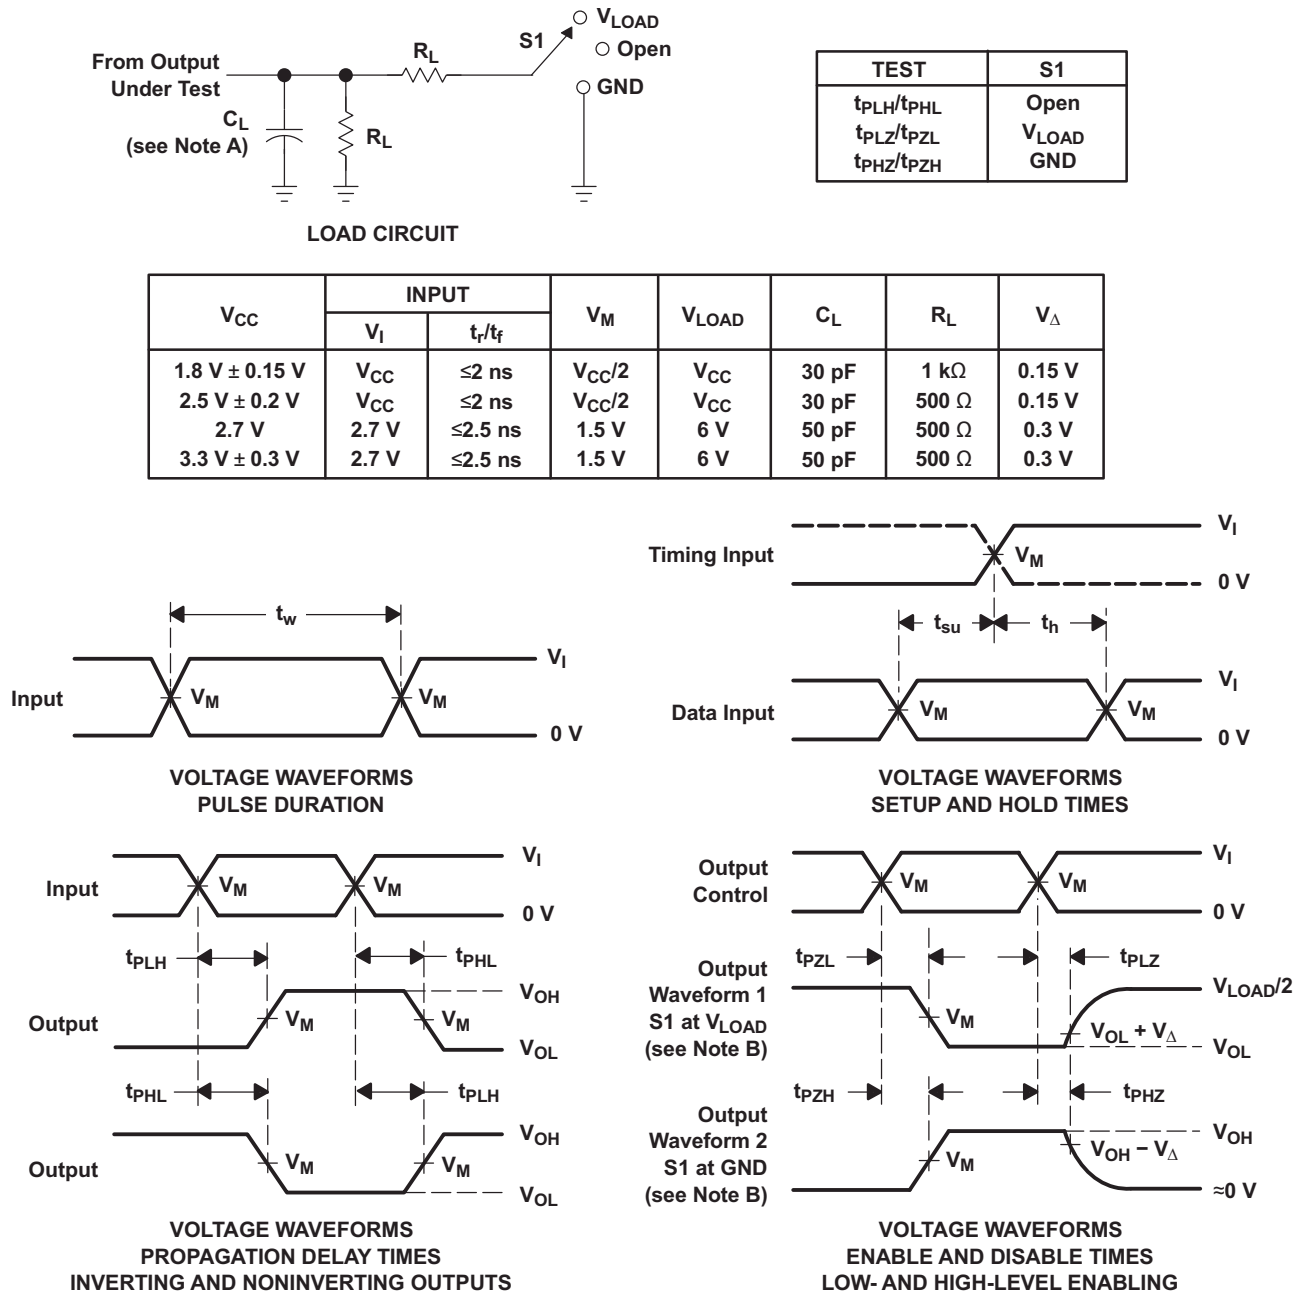 From Output
Under Test
C_L
(see Note A)
R_L
R_L
S1
V_LOAD
Open
GND
LOAD CIRCUIT
TEST S1
t_PLH/t_PHL Open
t_PLZ/t_PZL V_LOAD
t_PHZ/t_PZH GND
V_CC INPUT V_M V_LOAD C_L R_L V_Δ
V_I t_r/t_f
1.8 V ± 0.15 V V_CC ≤2 ns V_CC/2 V_CC 30 pF 1 kΩ 0.15 V
2.5 V ± 0.2 V V_CC ≤2 ns V_CC/2 V_CC 30 pF 500 Ω 0.15 V
2.7 V 2.7 V ≤2.5 ns 1.5 V 6 V 50 pF 500 Ω 0.3 V
3.3 V ± 0.3 V 2.7 V ≤2.5 ns 1.5 V 6 V 50 pF 500 Ω 0.3 V
t_w
Input
V_M
V_M
V_I
0 V
VOLTAGE WAVEFORMS
PULSE DURATION
Timing Input
V_M
V_I
0 V
t_su
t_h
Data Input
V_M
V_M
V_I
0 V
VOLTAGE WAVEFORMS
SETUP AND HOLD TIMES
Input
V_M
V_M
V_I
0 V
t_PLH
t_PHL
Output
V_M
V_M
V_OH
V_OL
t_PHL
t_PLH
Output
V_M
V_M
V_OH
V_OL
VOLTAGE WAVEFORMS
PROPAGATION DELAY TIMES
INVERTING AND NONINVERTING OUTPUTS
Output
Control
V_M
V_M
V_I
0 V
t_PZL
t_PLZ
Output
Waveform 1
S1 at V_LOAD
(see Note B)
V_M
V_OL + V_Δ
V_LOAD/2
V_OL
t_PZH
t_PHZ
Output
Waveform 2
S1 at GND
(see Note B)
V_M
V_OH − V_Δ
V_OH
≈0 V
VOLTAGE WAVEFORMS
ENABLE AND DISABLE TIMES
LOW- AND HIGH-LEVEL ENABLING